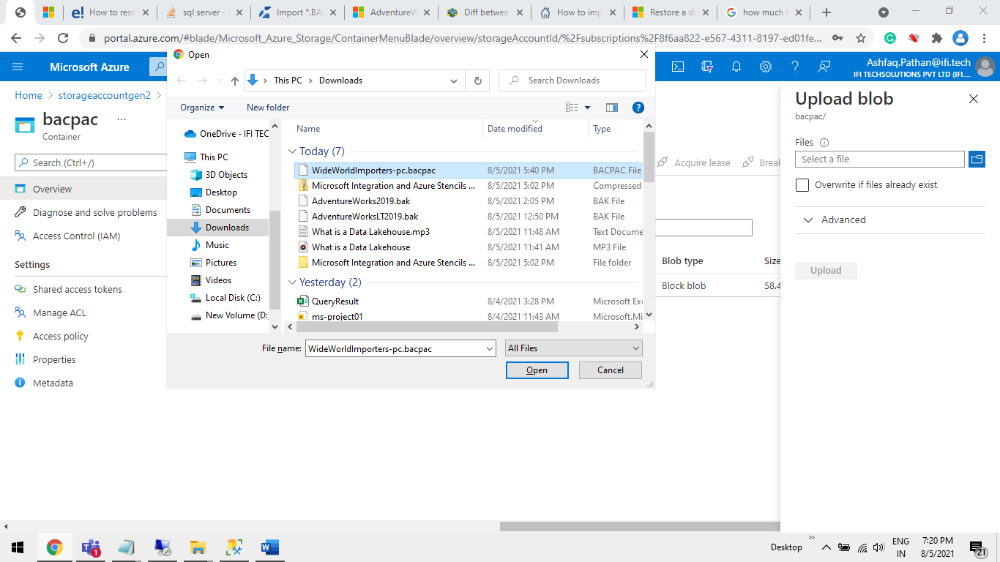 How to rest
sql server -
Import *.BA
AdventureW
Diff between
How to imp
Restore a da
how much t
portal.azure.com/#blade/Microsoft_Azure_Storage/ContainerMenuBlade/overview/storageAccountId/%2Fsubscriptions%2F8f6aa822-e567-4311-8197-ed01fe...
Microsoft Azure
Ashfaq.Pathan@ifi.tech
IFI TECHSOLUTIONS PVT LTD (IFI....
Home > storageaccountgen2 >
bacpac ...
Container
Search (Ctrl+/)
Overview
Diagnose and solve problems
Access Control (IAM)
Settings
Shared access tokens
Manage ACL
Access policy
Properties
Metadata
Open
This PC > Downloads
Search Downloads
Organize
New folder
OneDrive - IFI TEC
This PC
3D Objects
Desktop
Documents
Downloads
Music
Pictures
Videos
Local Disk (C:)
New Volume (D:
Name Date modified Type
Today (7)
WideWorldImporters-pc.bacpac 8/5/2021 5:40 PM BACPAC File
Microsoft Integration and Azure Stencils ... 8/5/2021 5:02 PM Compressed
AdventureWorks2019.bak 8/5/2021 2:05 PM BAK File
AdventureWorksLT2019.bak 8/5/2021 12:50 PM BAK File
What is a Data Lakehouse.mp3 8/5/2021 11:48 AM Text Docume
What is a Data Lakehouse 8/5/2021 11:41 AM MP3 File
Microsoft Integration and Azure Stencils ... 8/5/2021 5:02 PM File folder
Yesterday (2)
QueryResult 8/4/2021 3:28 PM Microsoft Ex
ms-project01 8/4/2021 11:43 AM Microsoft.Mi
File name: WideWorldImporters-pc.bacpac
All Files
Open
Cancel
Acquire lease
Break
Blob type Size
Block blob 58.4
Upload blob
bacpac/
Files
Select a file
Overwrite if files already exist
Advanced
Upload
1
Desktop
ENG
IN
7:20 PM
8/5/2021
21